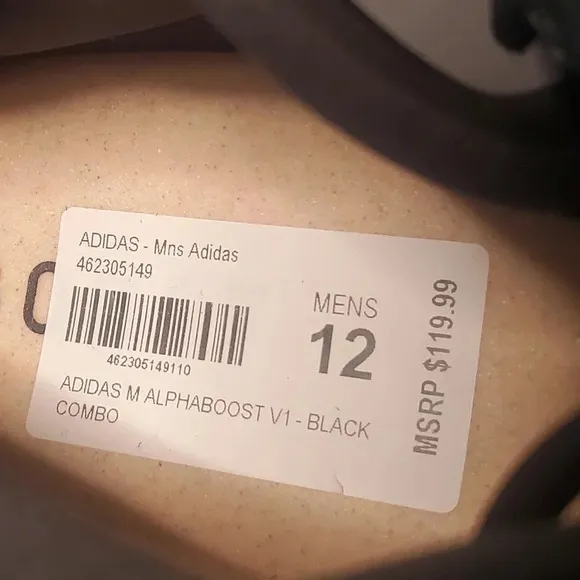 ADIDAS - Mns Adidas
462305149
462305149110
MENS
12
ADIDAS M ALPHABOOST V1 - BLACK
COMBO
MSRP $119.99